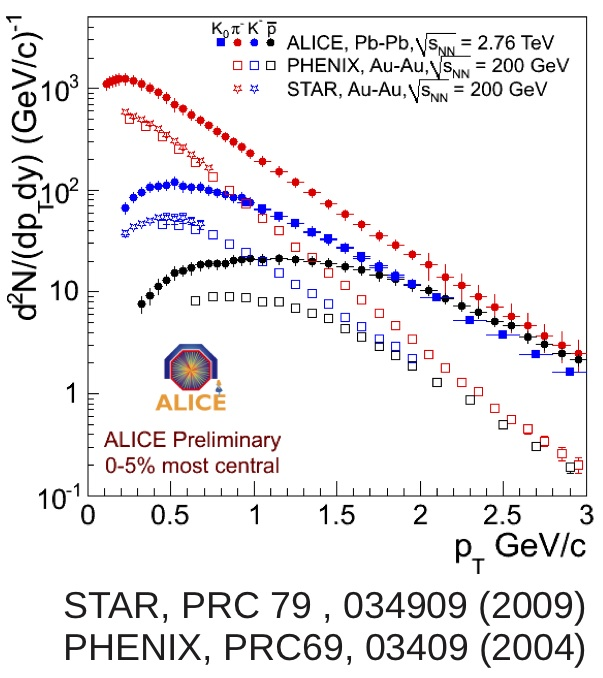 K0 π⁻ K⁻ p̅
ALICE, Pb-Pb, √sNN = 2.76 TeV
PHENIX, Au-Au, √sNN = 200 GeV
STAR, Au-Au, √sNN = 200 GeV
d²N/(dpTdy) (GeV/c)⁻¹
10³
10²
10
1
10⁻¹
ALICE
ALICE Preliminary
0-5% most central
0 0.5 1 1.5 2 2.5 3
pT GeV/c
STAR, PRC 79 , 034909 (2009)
PHENIX, PRC69, 03409 (2004)